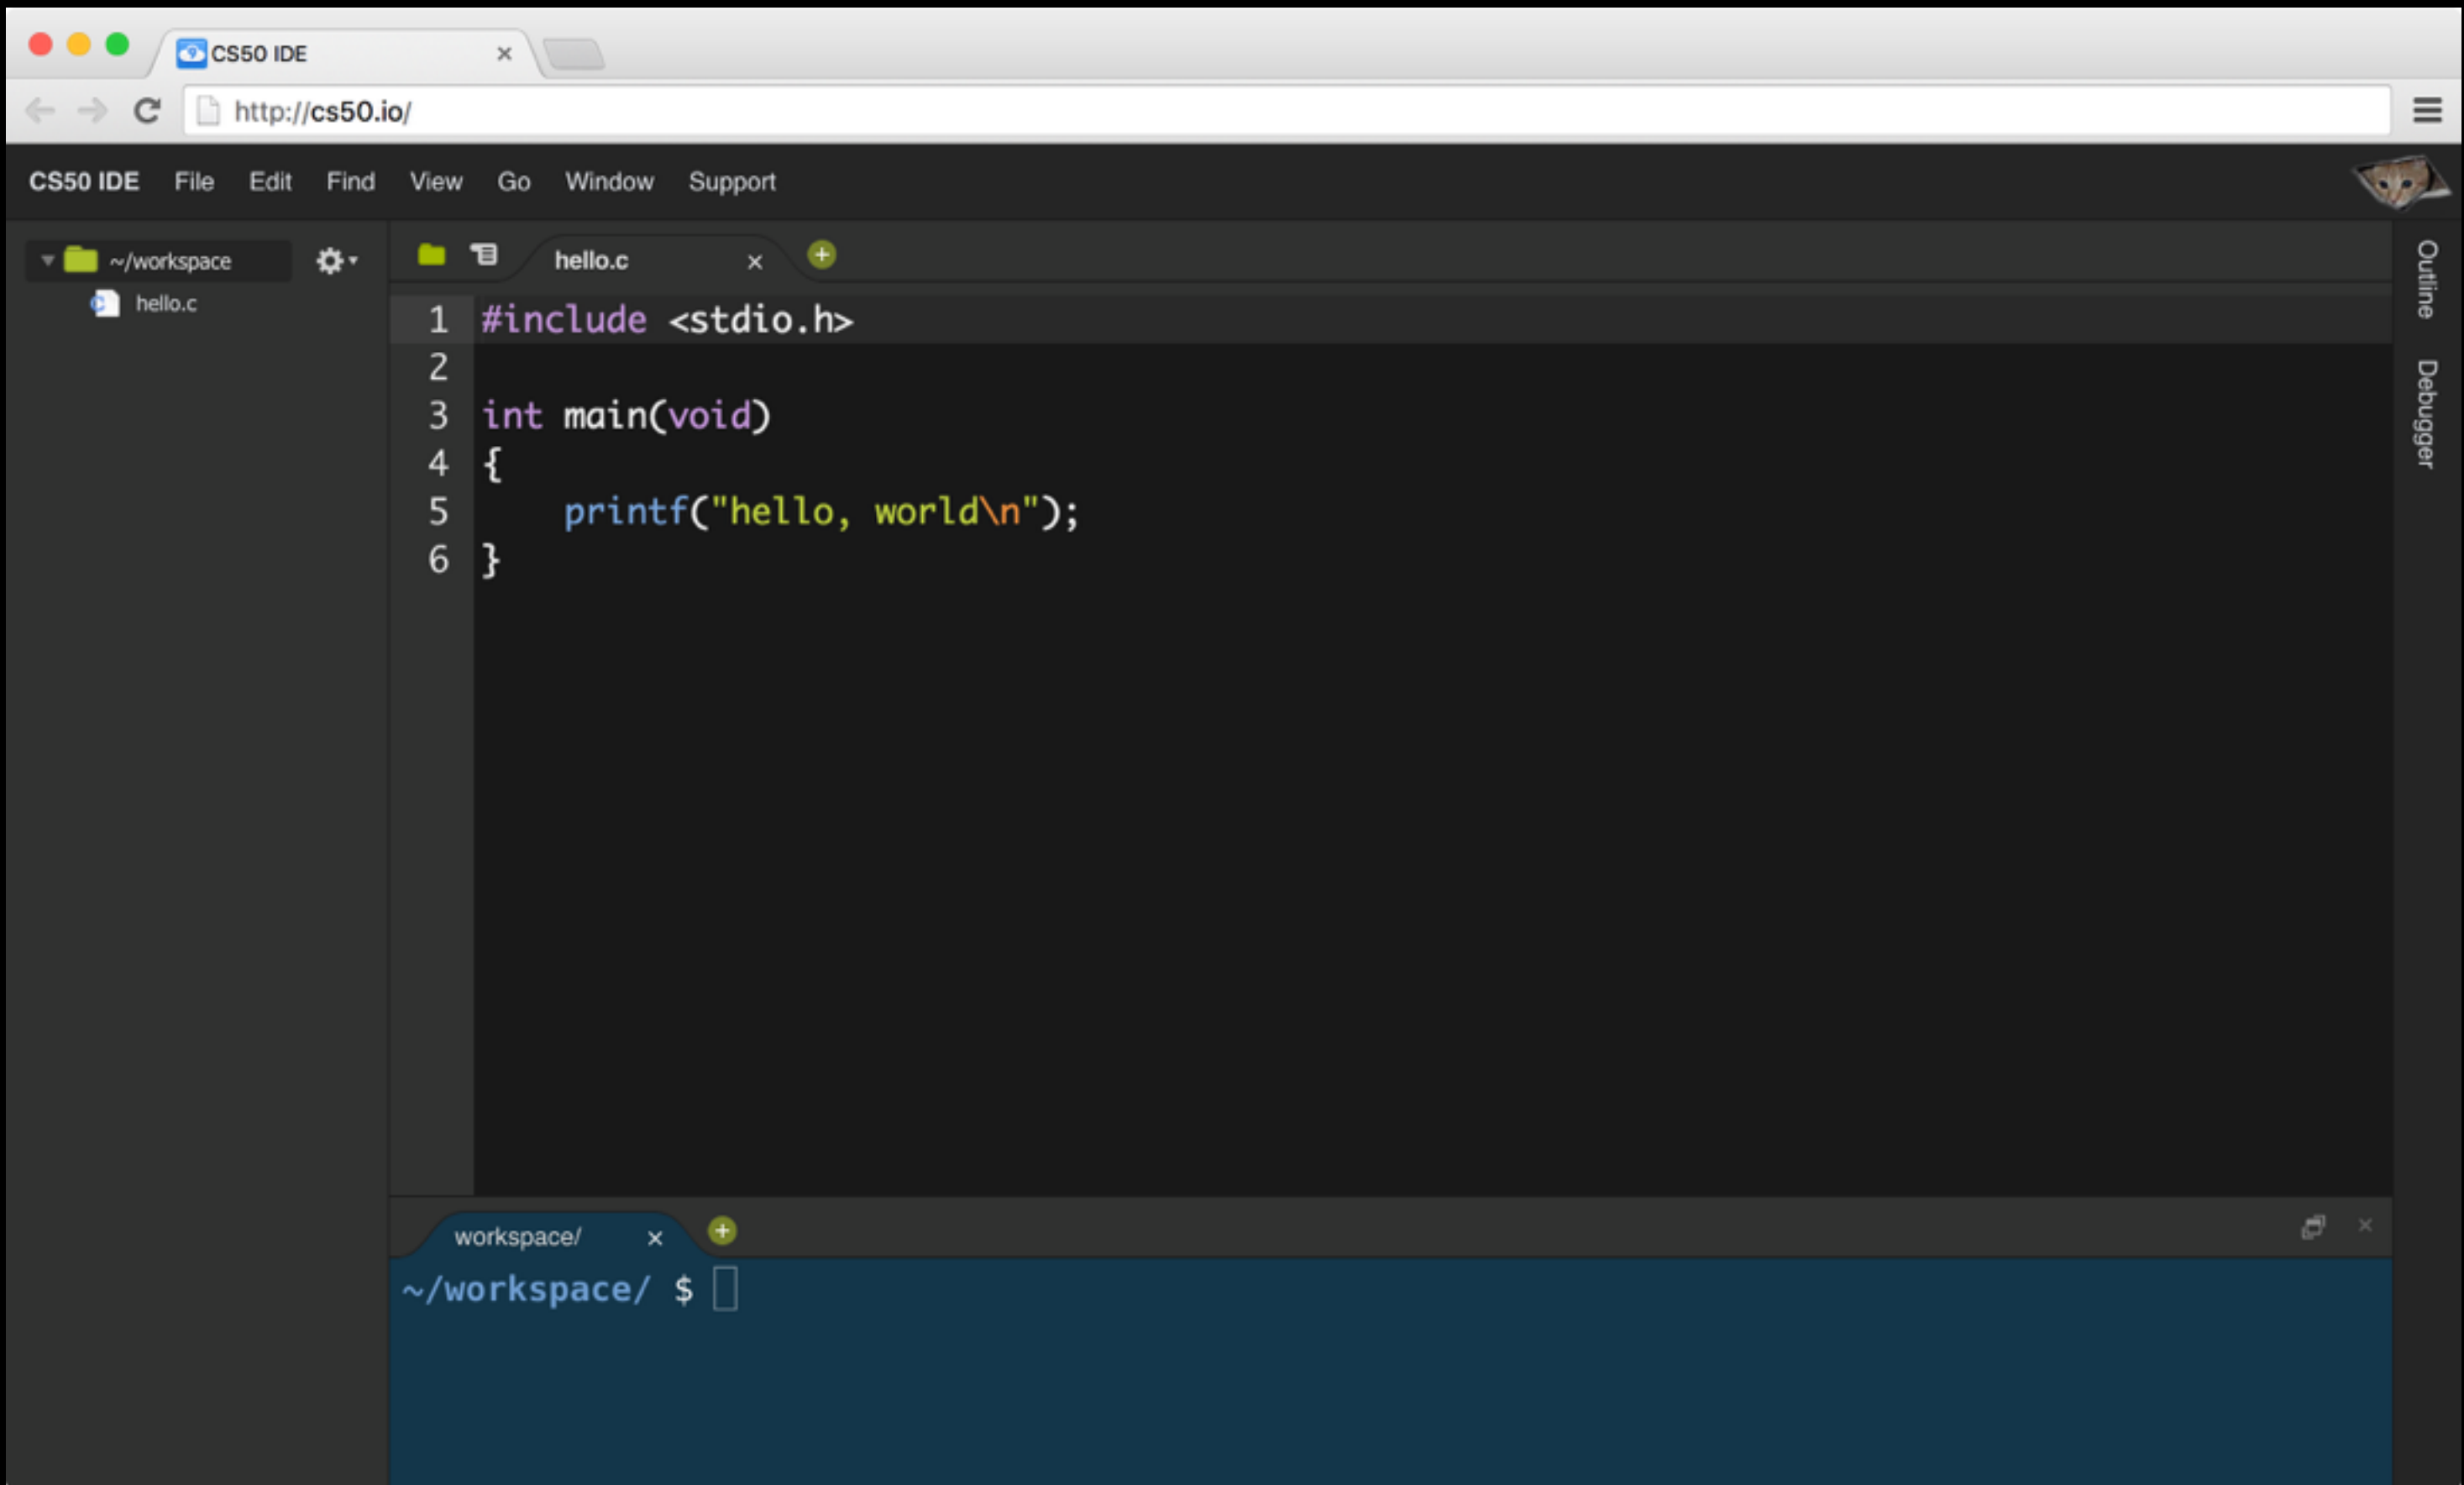 CS50 IDE
http://cs50.io/
CS50 IDE File Edit Find View Go Window Support
~/workspace
hello.c
hello.c
1 #include <stdio.h>
2
3 int main(void)
4 {
5     printf("hello, world\n");
6 }
Outline
Debugger
workspace/
~/workspace/ $